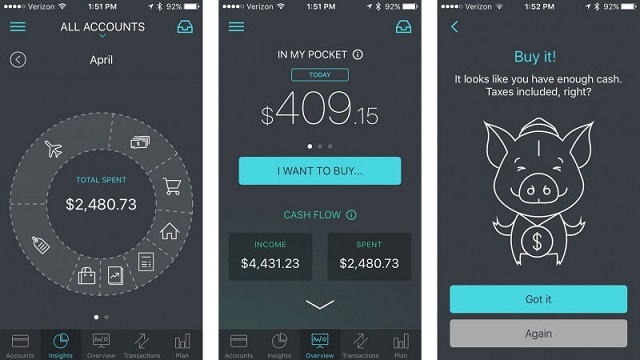 Verizon 1:51 PM 92%
ALL ACCOUNTS
April
TOTAL SPENT
$2,480.73
Accounts Insights Overview Transactions Plan
Verizon 1:51 PM 92%
IN MY POCKET
TODAY
$409.15
I WANT TO BUY...
CASH FLOW
INCOME SPENT
$4,431.23 $2,480.73
Accounts Insights Overview Transactions Plan
Verizon 1:52 PM 92%
Buy it!
It looks like you have enough cash.
Taxes included, right?
$
Got it
Again